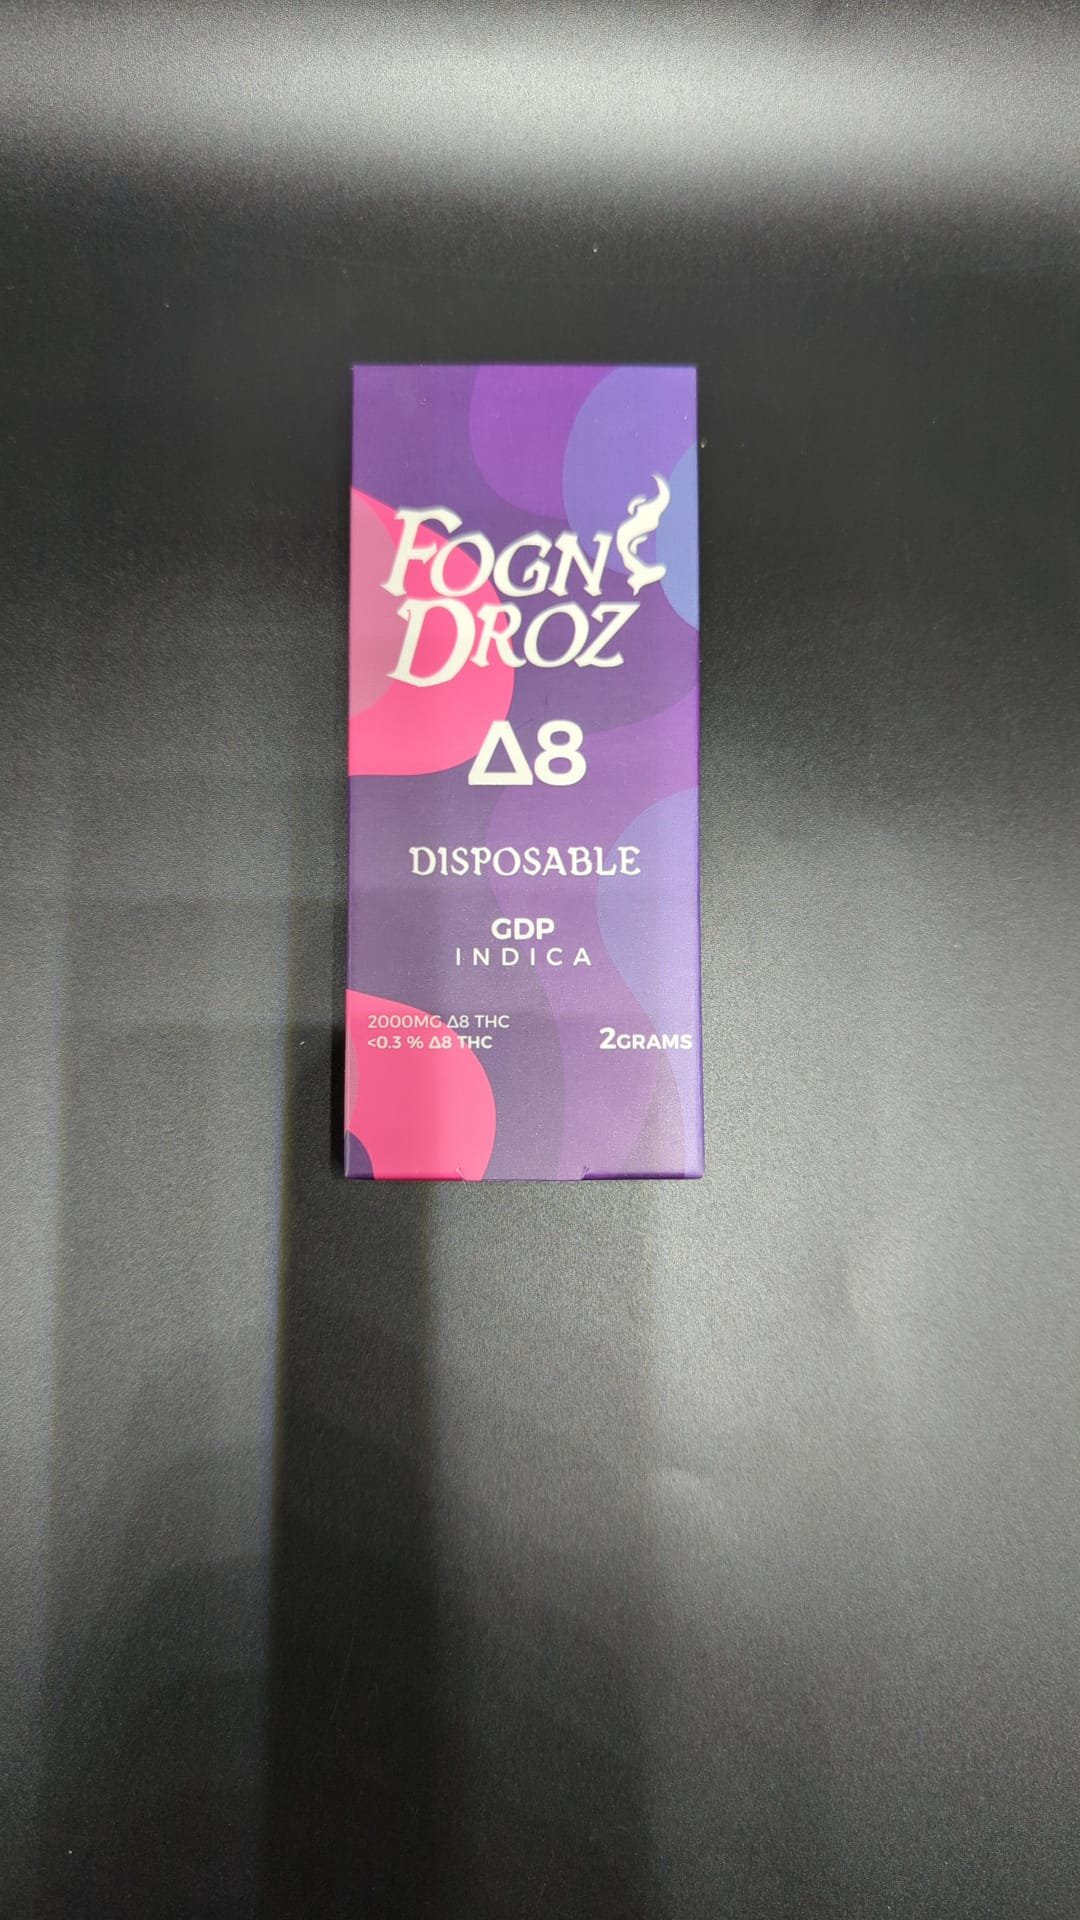 FOGN
DROZ
Δ8
DISPOSABLE
GDP
INDICA
2000MG Δ8 THC
<0.3 % Δ8 THC
2GRAMS